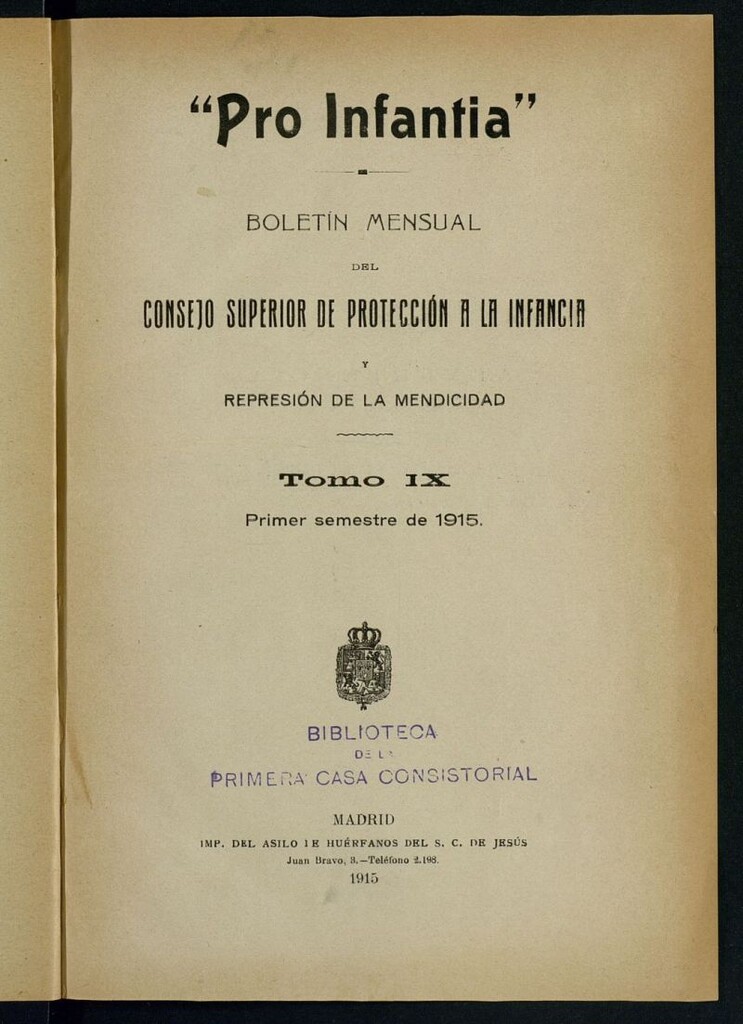 “Pro Infantia”
BOLETÍN MENSUAL
DEL
CONSEJO SUPERIOR DE PROTECCIÓN A LA INFANCIA
Y
REPRESIÓN DE LA MENDICIDAD
Tomo IX
Primer semestre de 1915.
BIBLIOTECA
DE L
PRIMERA CASA CONSISTORIAL
MADRID
IMP. DEL ASILO DE HUÉRFANOS DEL S. C. DE JESÚS
Juan Bravo, 3.—Teléfono 2.198.
1915